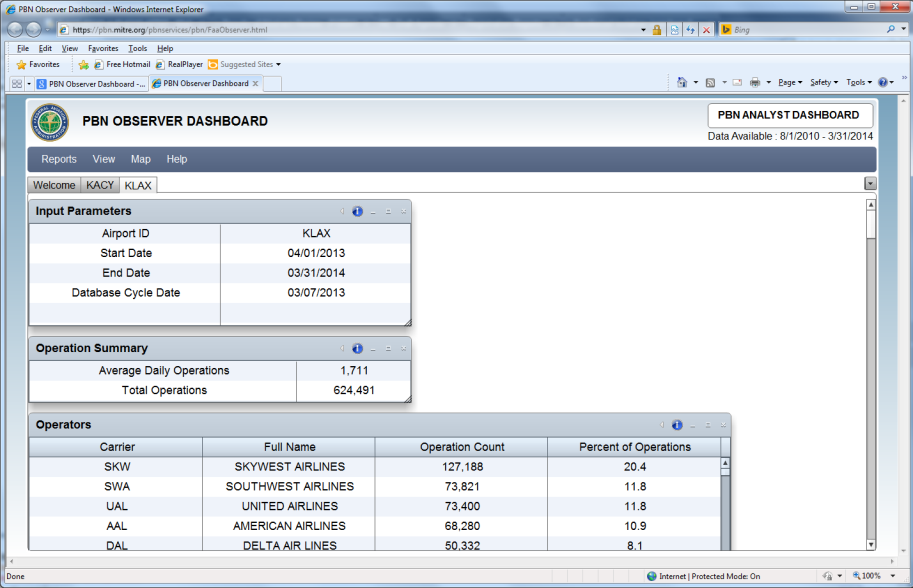 PBN Observer Dashboard - Windows Internet Explorer
https://pbn.mitre.org/pbnservices/pbn/FaaObserver.html
Bing
File Edit View Favorites Tools Help
Favorites Free Hotmail RealPlayer Suggested Sites
PBN Observer Dashboard -... PBN Observer Dashboard
Page Safety Tools
PBN OBSERVER DASHBOARD
PBN ANALYST DASHBOARD
Data Available : 8/1/2010 - 3/31/2014
Reports View Map Help
Welcome KACY KLAX
Input Parameters
Airport ID KLAX
Start Date 04/01/2013
End Date 03/31/2014
Database Cycle Date 03/07/2013
Operation Summary
Average Daily Operations 1,711
Total Operations 624,491
Operators
Carrier Full Name Operation Count Percent of Operations
SKW SKYWEST AIRLINES 127,188 20.4
SWA SOUTHWEST AIRLINES 73,821 11.8
UAL UNITED AIRLINES 73,400 11.8
AAL AMERICAN AIRLINES 68,280 10.9
DAL DELTA AIR LINES 50,332 8.1
Done
Internet | Protected Mode: On
100%